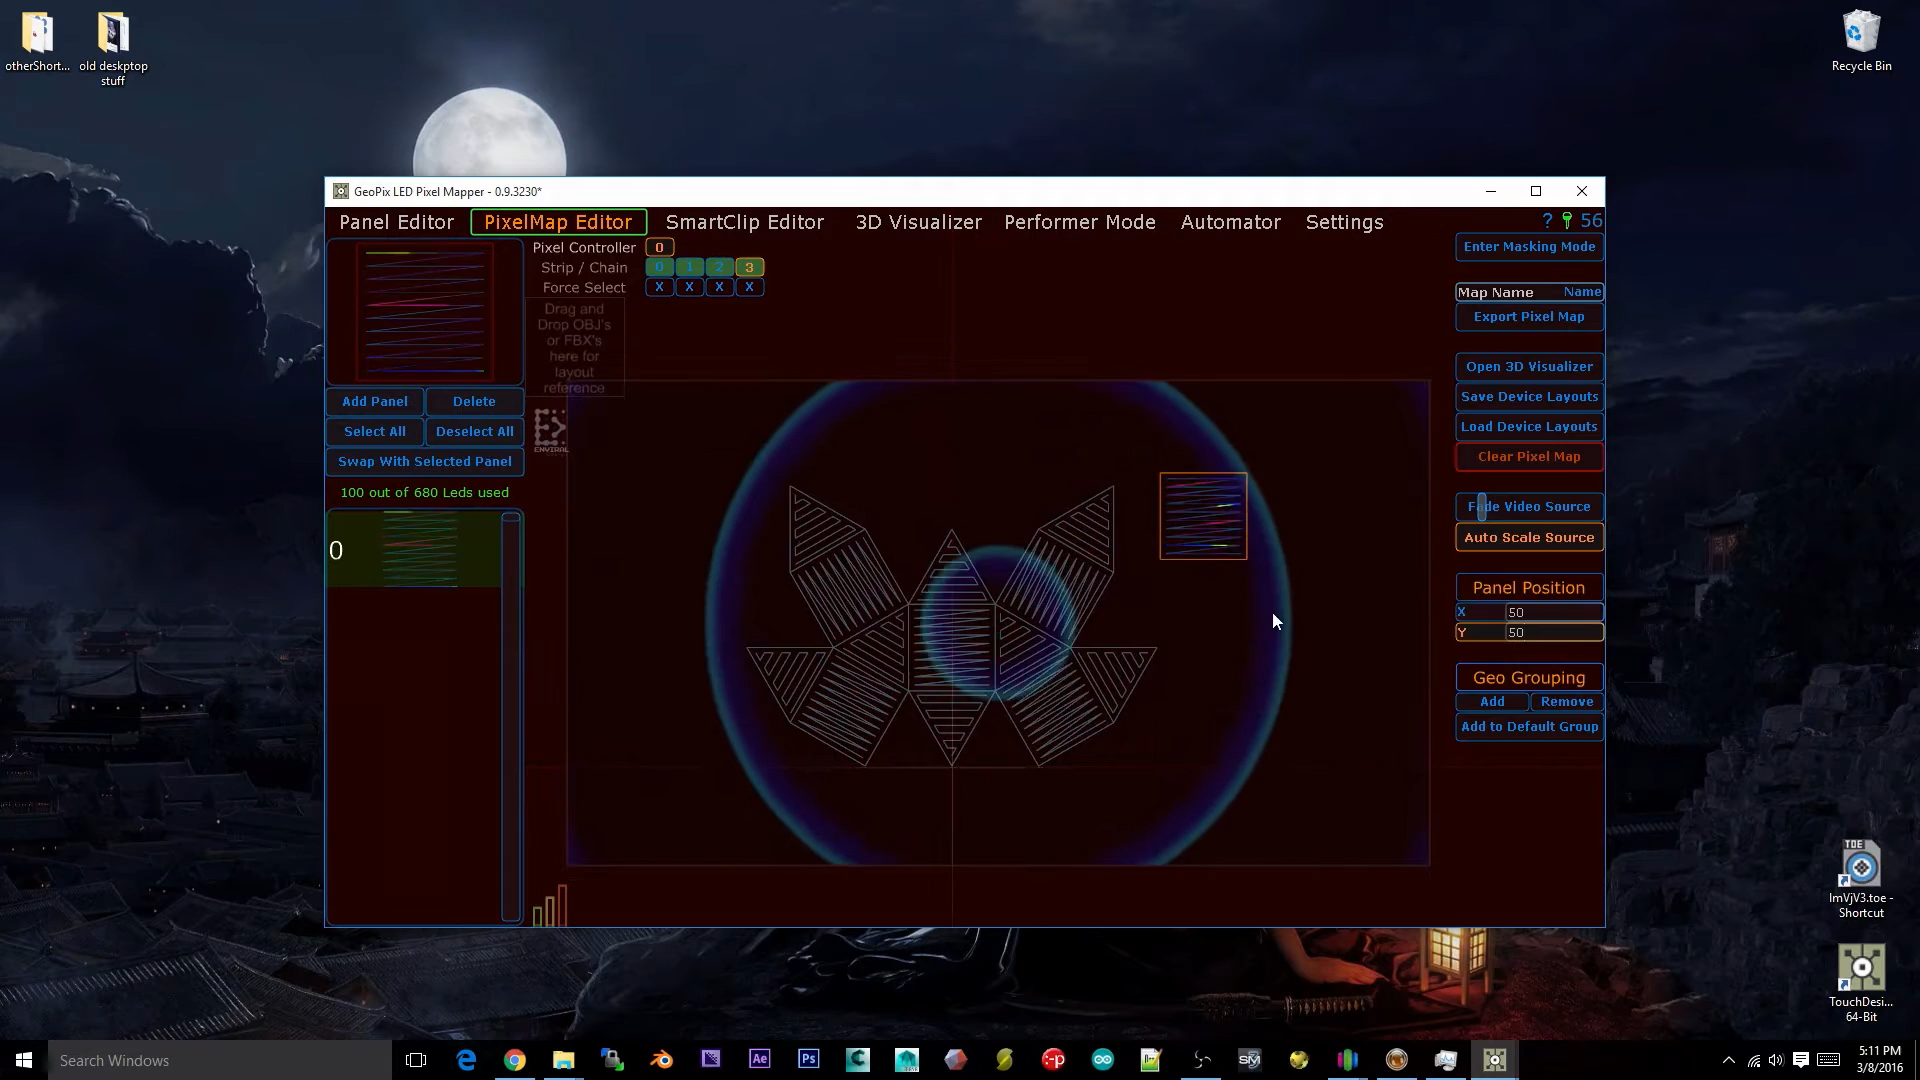 otherShort...
old deskptop
stuff
Recycle Bin
GeoPix LED Pixel Mapper - 0.9.3230*
Panel Editor
PixelMap Editor
SmartClip Editor
3D Visualizer
Performer Mode
Automator
Settings
? 56
Pixel Controller 0
Strip / Chain 0 1 2 3
Force Select X X X X
Drag and
Drop OBJ's
or FBX's
here for
layout
reference
ENVIRAL
Add Panel Delete
Select All Deselect All
Swap With Selected Panel
100 out of 680 Leds used
0
Enter Masking Mode
Map Name Name
Export Pixel Map
Open 3D Visualizer
Save Device Layouts
Load Device Layouts
Clear Pixel Map
Fade Video Source
Auto Scale Source
Panel Position
X 50
Y 50
Geo Grouping
Add Remove
Add to Default Group
TOE
ImVjV3.toe -
Shortcut
TouchDesi...
64-Bit
Search Windows
Ae
Ps
:-p
SM
5:11 PM
3/8/2016